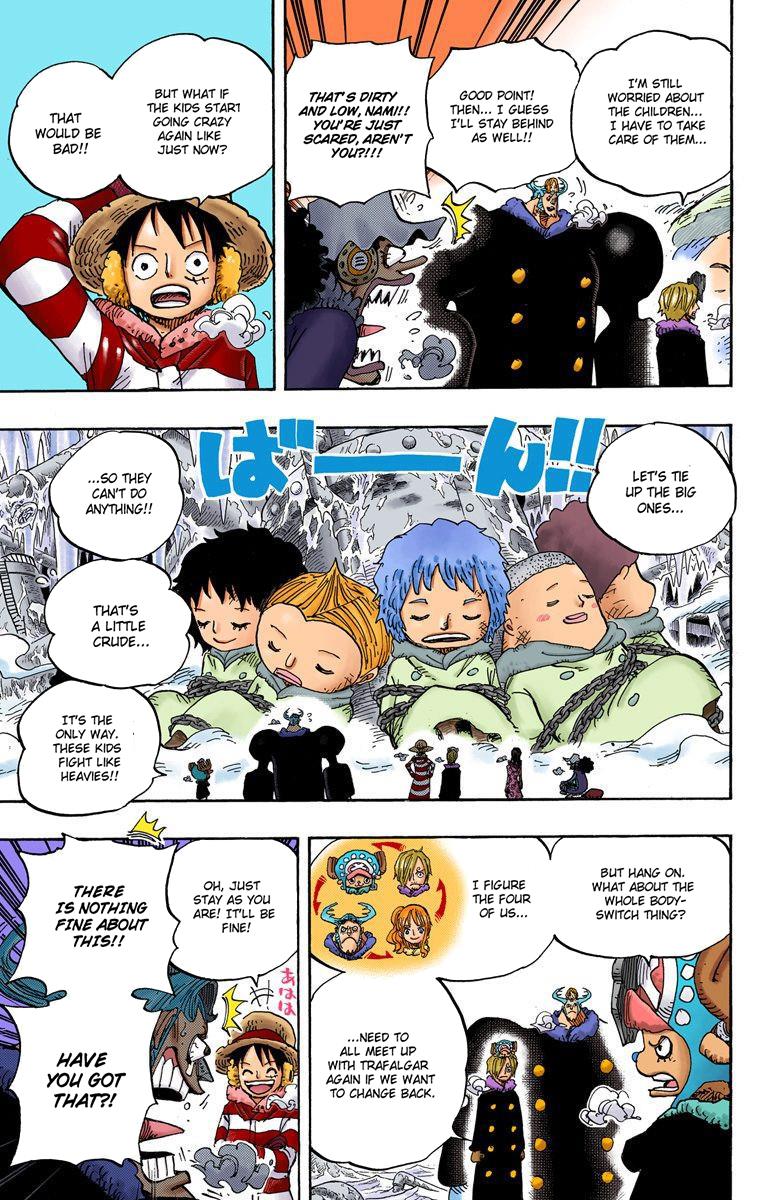 I'M STILL
WORRIED ABOUT
THE CHILDREN...
I HAVE TO TAKE
CARE OF THEM...
GOOD POINT!
THEN... I GUESS
I'LL STAY BEHIND
AS WELL!!
THAT'S DIRTY
AND LOW, NAMI!!
YOU'RE JUST
SCARED, AREN'T
YOU?!!!
BUT WHAT IF
THE KIDS START
GOING CRAZY
AGAIN LIKE
JUST NOW?
THAT
WOULD BE
BAD!!
ばーん!!
LET'S TIE
UP THE BIG
ONES...
...SO THEY
CAN'T DO
ANYTHING!!
THAT'S
A LITTLE
CRUDE...
IT'S THE
ONLY WAY.
THESE KIDS
FIGHT LIKE
HEAVIES!!
BUT HANG ON.
WHAT ABOUT THE
WHOLE BODY-
SWITCH THING?
I FIGURE
THE FOUR
OF US...
...NEED TO
ALL MEET UP
WITH TRAFALGAR
AGAIN IF WE WANT
TO CHANGE BACK.
OH, JUST
STAY AS YOU
ARE! IT'LL BE
FINE!
あはは
THERE
IS NOTHING
FINE ABOUT
THIS!!
HAVE
YOU GOT
THAT?!